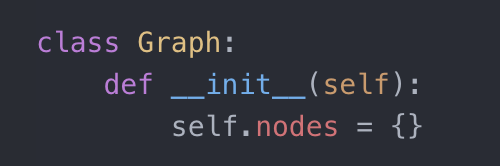 class Graph:
    def __init__(self):
        self.nodes = {}